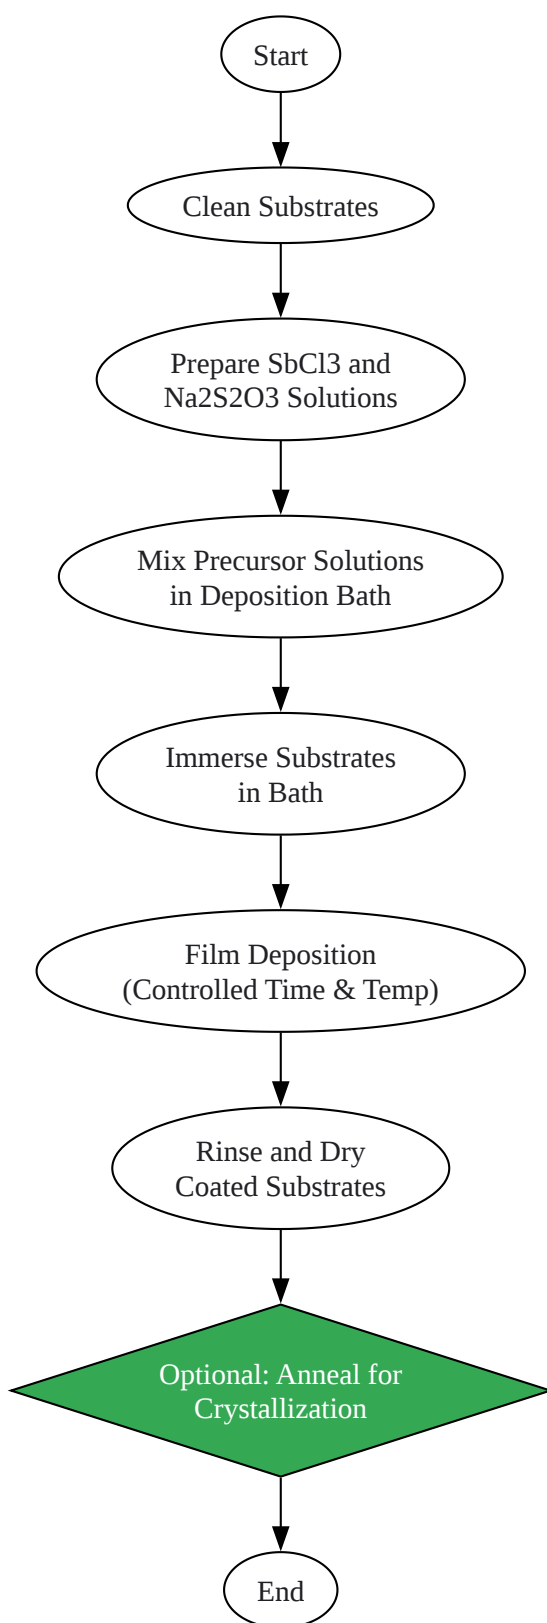 Start
Clean Substrates
Prepare SbCl3 and
Na2S2O3 Solutions
Mix Precursor Solutions
in Deposition Bath
Immerse Substrates
in Bath
Film Deposition
(Controlled Time & Temp)
Rinse and Dry
Coated Substrates
Optional: Anneal for
Crystallization
End